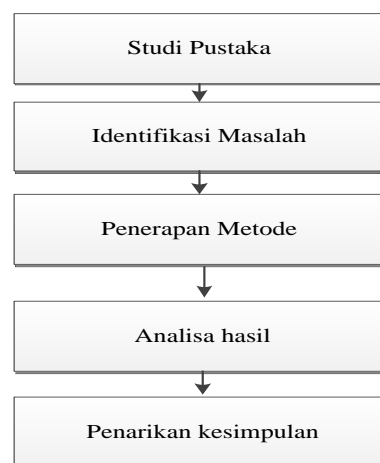 Studi Pustaka
Identifikasi Masalah
Penerapan Metode
Analisa hasil
Penarikan kesimpulan